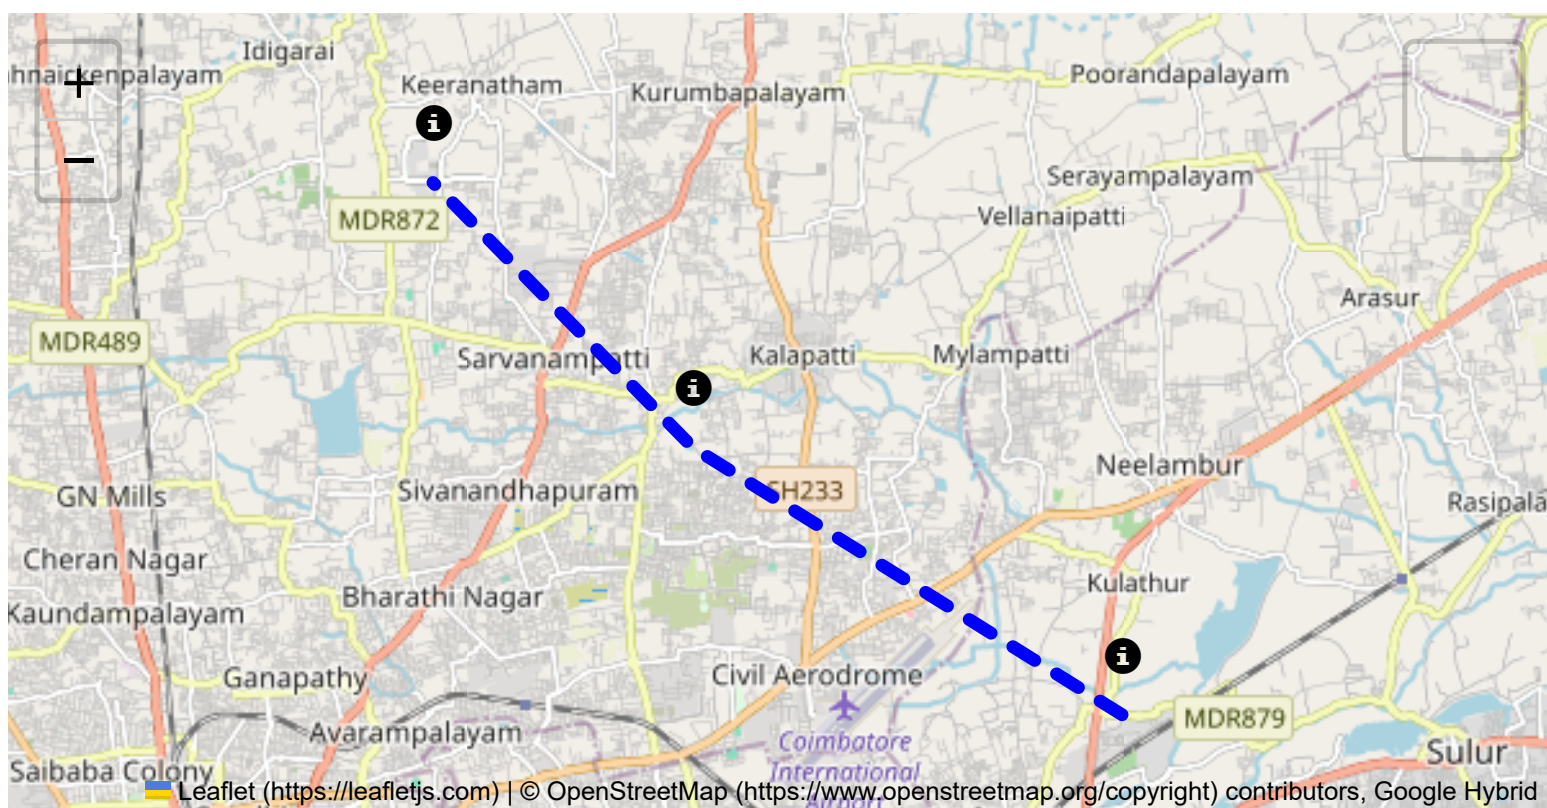 Idigarai
hnaickenpalayam
Keeranatham
Kurumbapalayam
Poorandapalayam
+
−
i
Serayampalayam
MDR872
Vellanaipatti
Arasur
MDR489
Sarvanampatti
Kalapatti
Mylampatti
i
Neelambur
GN Mills
Sivanandhapuram
SH233
Rasipala
Cheran Nagar
Kulathur
Bharathi Nagar
Kaundampalayam
i
Ganapathy
Civil Aerodrome
MDR879
Avarampalayam
Coimbatore
International
Airport
Sulur
Saibaba Colony
Leaflet (https://leafletjs.com) | © OpenStreetMap (https://www.openstreetmap.org/copyright) contributors, Google Hybrid